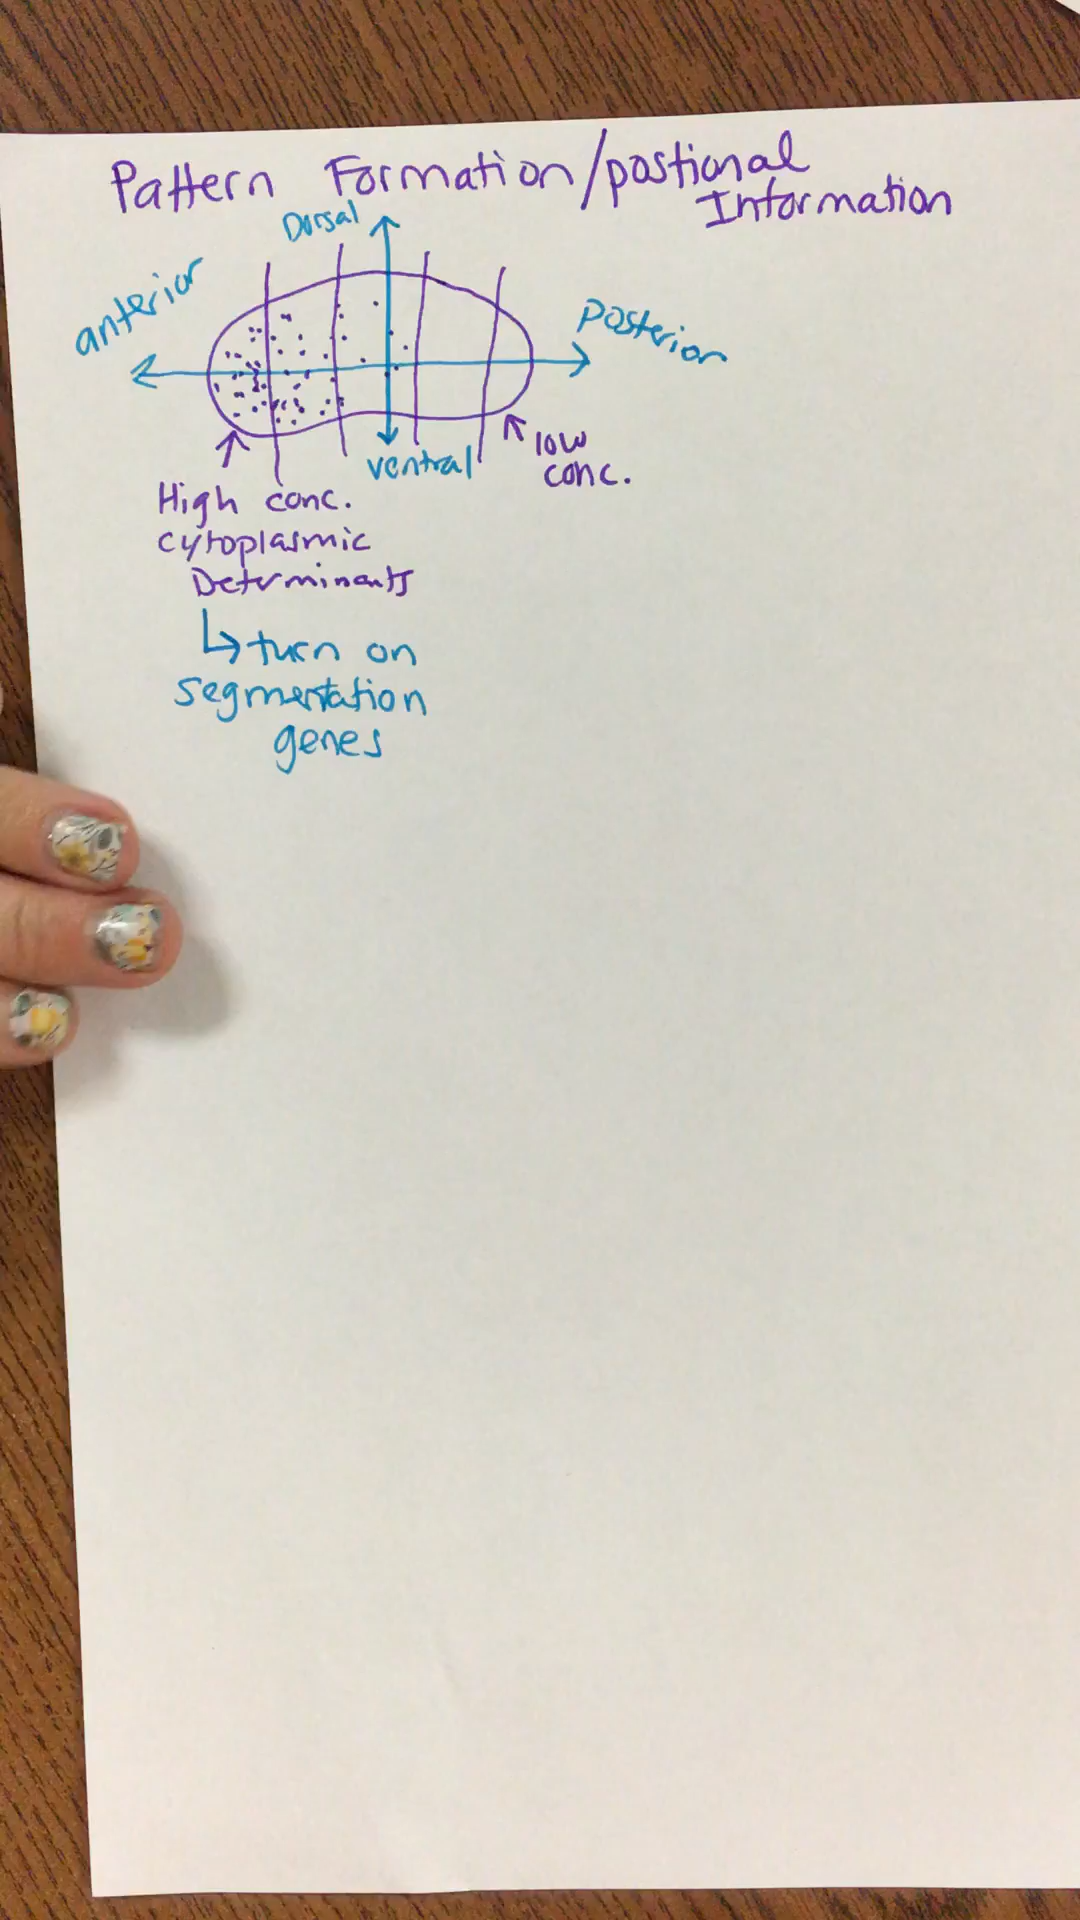 Pattern Formation/postional
Information
Dorsal
anterior
Posterior
ventral
low
conc.
High conc.
cytoplasmic
Determinants
turn on
segmentation
genes